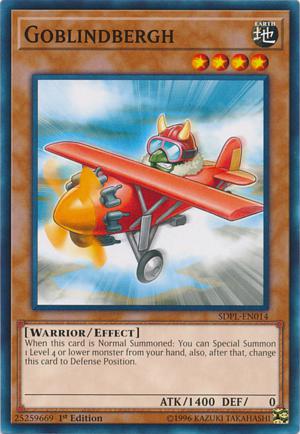 GOBLINDBERGH
EARTH
地
SDPL-EN014
[WARRIOR/EFFECT]
When this card is Normal Summoned: You can Special Summon
1 Level 4 or lower monster from your hand, also, after that, change
this card to Defense Position.
ATK/1400 DEF/ 0
25259669 1st Edition ©1996 KAZUKI TAKAHASHI